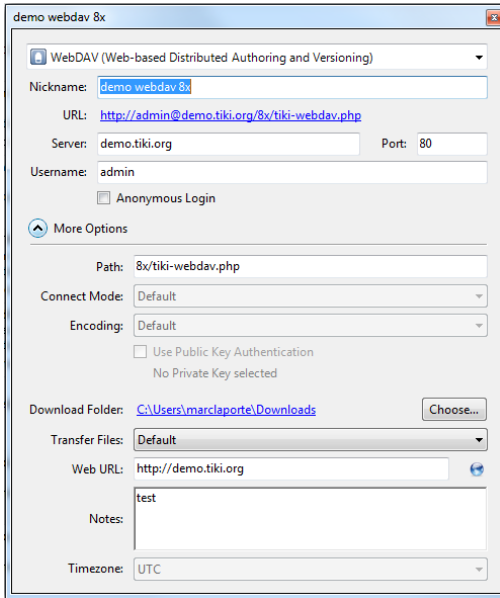 demo webdav 8x
WebDAV (Web-based Distributed Authoring and Versioning)
Nickname: demo webdav 8x
URL: http://admin@demo.tiki.org/8x/tiki-webdav.php
Server: demo.tiki.org Port: 80
Username: admin
Anonymous Login
More Options
Path: 8x/tiki-webdav.php
Connect Mode: Default
Encoding: Default
Use Public Key Authentication
No Private Key selected
Download Folder: C:\Users\marclaporte\Downloads Choose...
Transfer Files: Default
Web URL: http://demo.tiki.org
Notes: test
Timezone: UTC